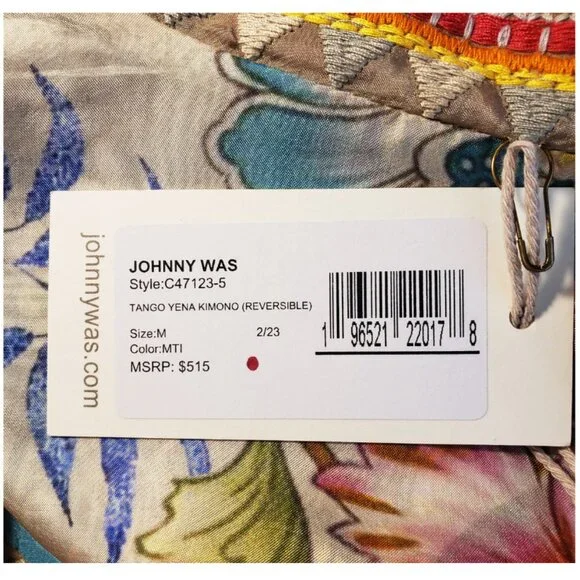 johnnywas.com
JOHNNY WAS
Style:C47123-5
TANGO YENA KIMONO (REVERSIBLE)
Size:M 2/23
Color:MTI
MSRP: $515
1 96521 22017 8